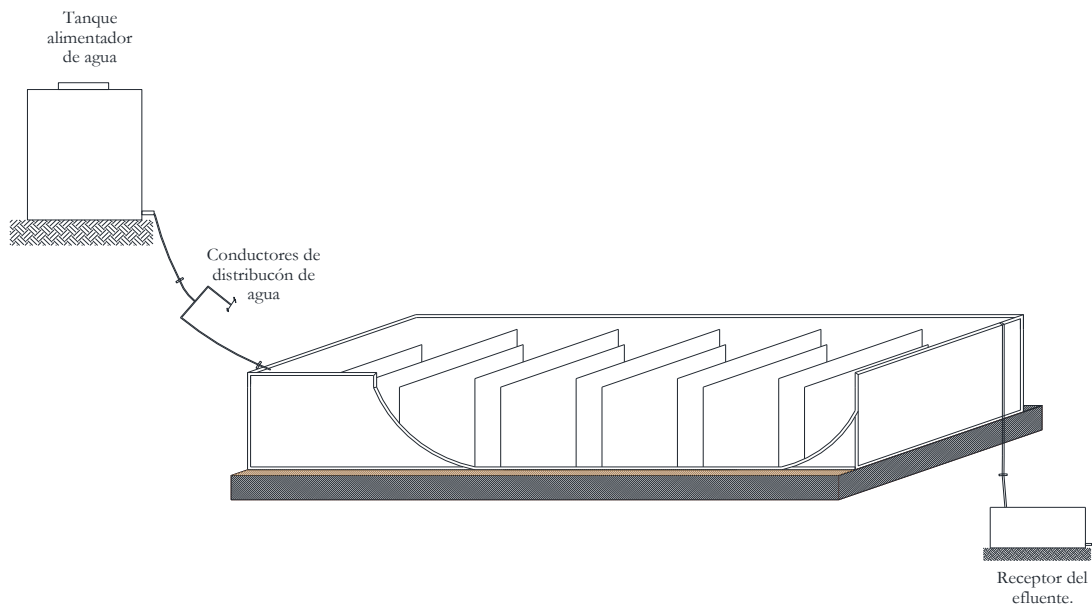 Tanque
alimentador
de agua
Conductores de
distribucón de
agua
Receptor del
efluente.